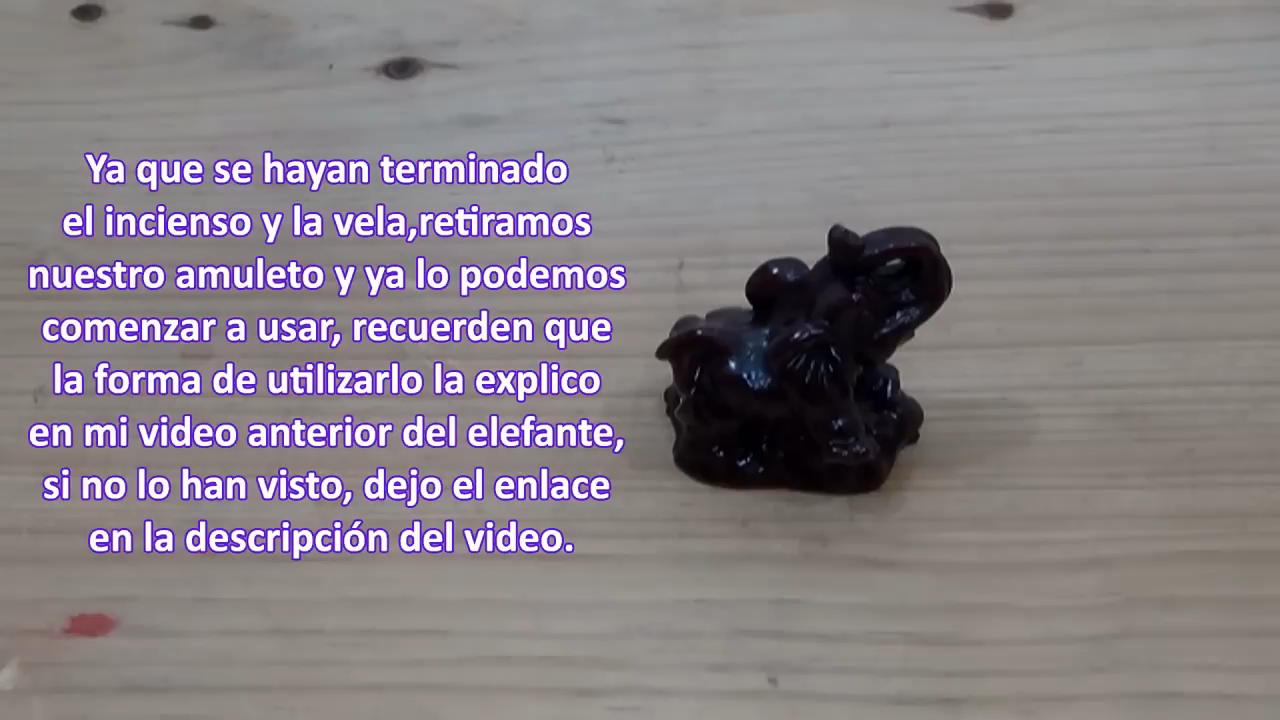 Ya que se hayan terminado
el incienso y la vela,retiramos
nuestro amuleto y ya lo podemos
comenzar a usar, recuerden que
la forma de utilizarlo la explico
en mi video anterior del elefante,
si no lo han visto, dejo el enlace
en la descripción del video.